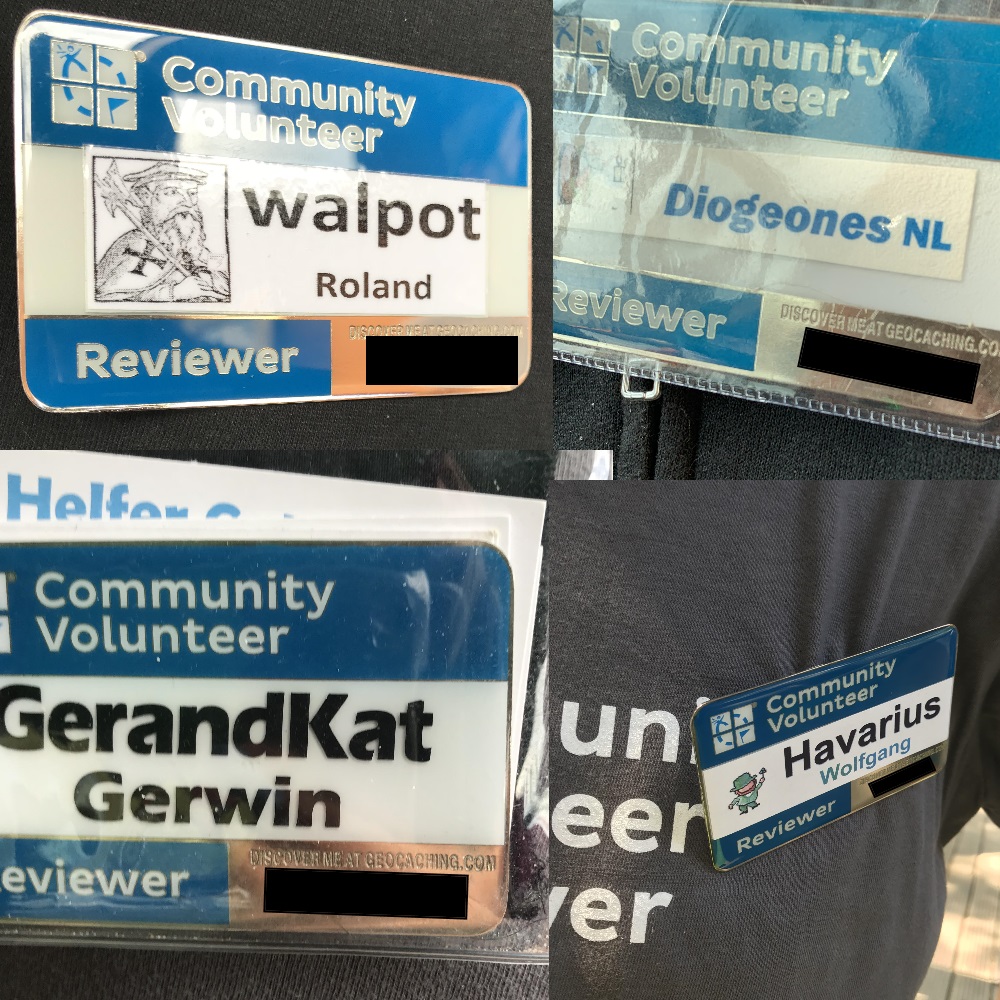 Community
Volunteer
walpot
Roland
Reviewer
DISCOVER ME AT GEOCACHING.COM
Community
Volunteer
Diogeones NL
Reviewer
DISCOVER ME AT GEOCACHING.CO
Helfer
Community
Volunteer
GerandKat
Gerwin
eviewer
DISCOVER ME AT GEOCACHING.COM
uni
eer
ver
Community
Volunteer
Havarius
Wolfgang
Reviewer